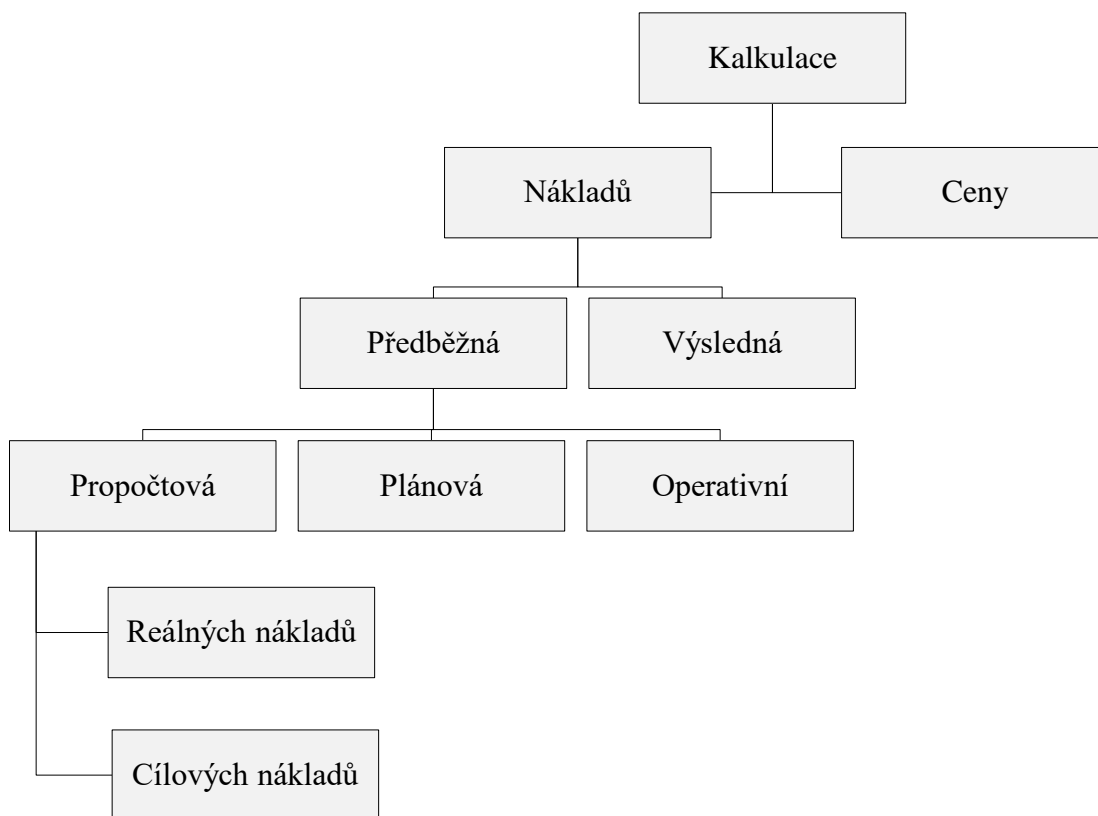 Kalkulace
Nákladů
Ceny
Předběžná
Výsledná
Propočtová
Plánová
Operativní
Reálných nákladů
Cílových nákladů